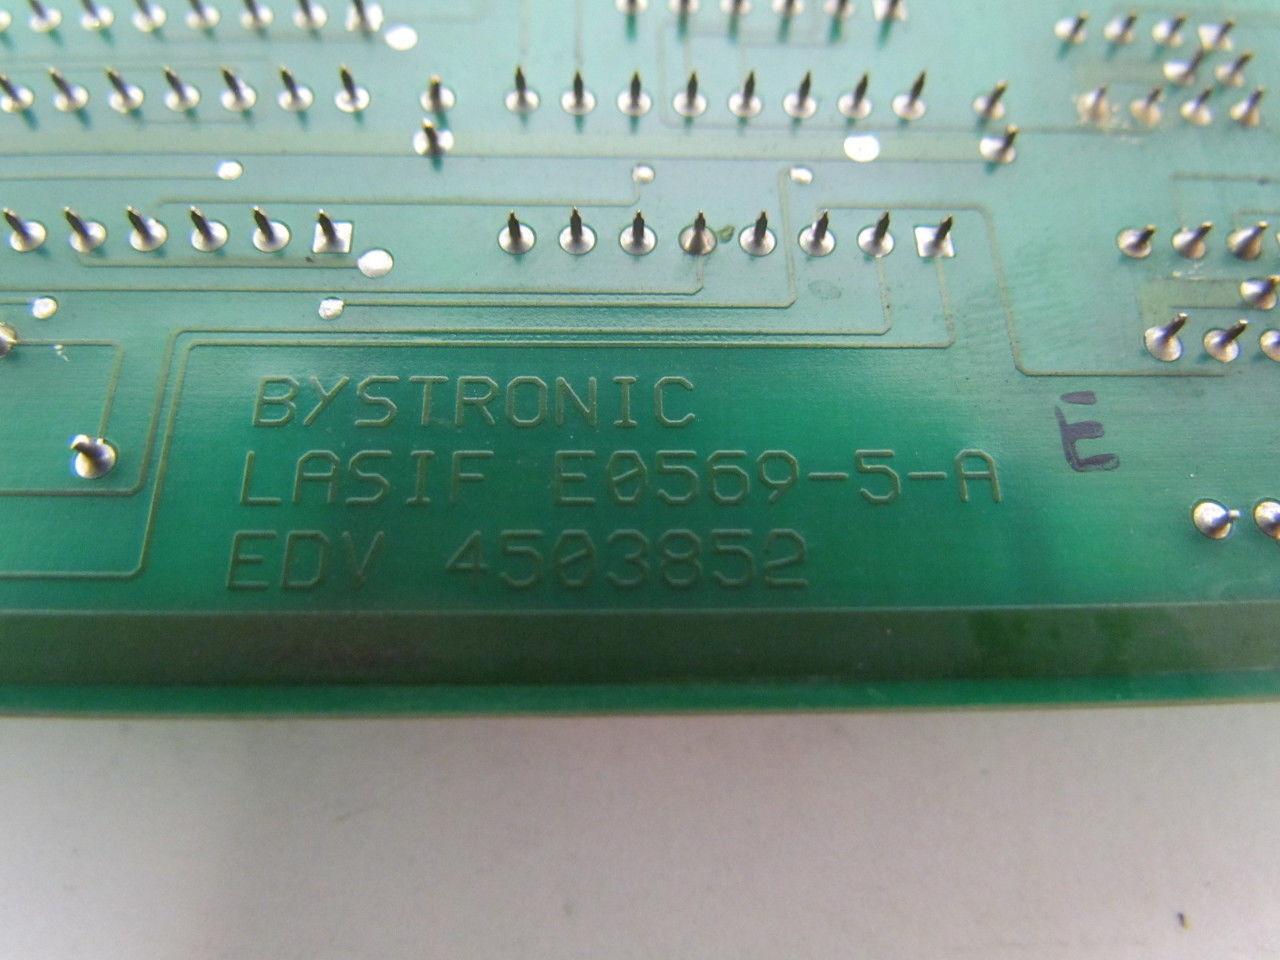 BYSTRONIC
LASIF E0569-5-A
EDV 4503852
E